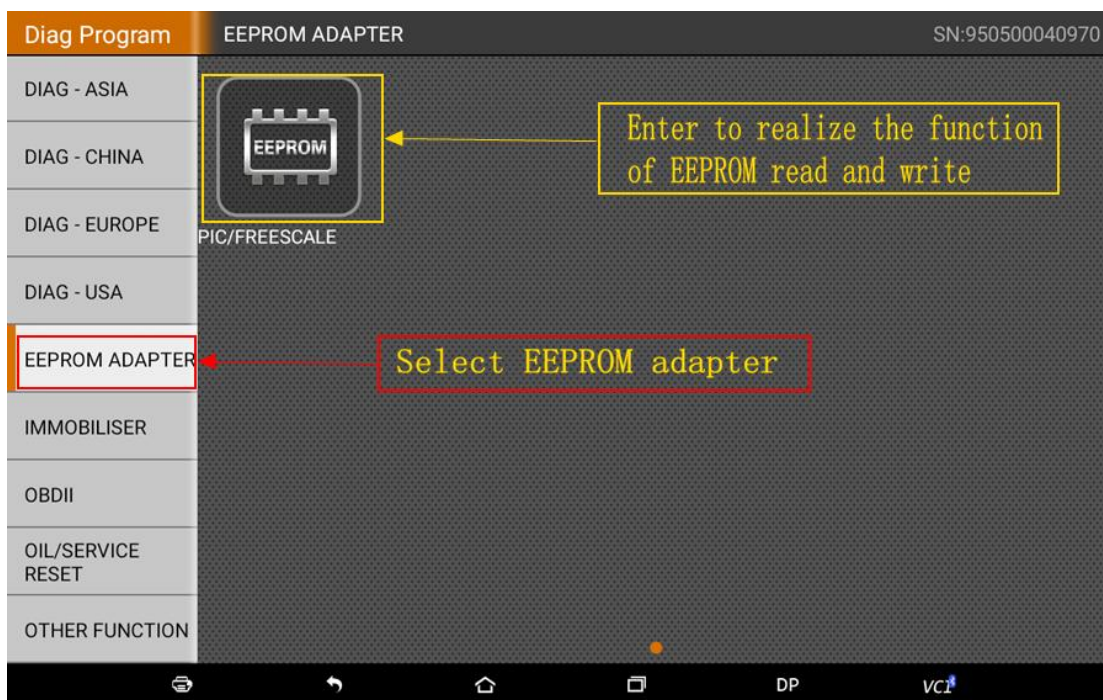 Diag Program
EEPROM ADAPTER
SN:950500040970
DIAG - ASIA
DIAG - CHINA
DIAG - EUROPE
DIAG - USA
EEPROM ADAPTER
IMMOBILISER
OBDII
OIL/SERVICE
RESET
OTHER FUNCTION
EEPROM
PIC/FREESCALE
Enter to realize the function
of EEPROM read and write
Select EEPROM adapter
DP
VCI